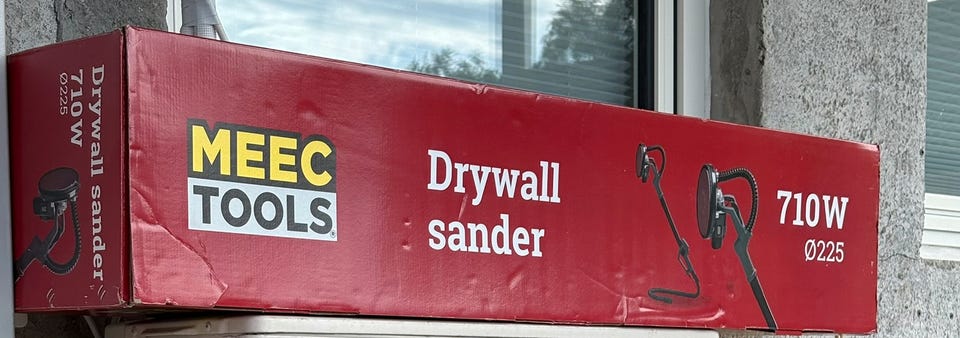 Drywall sander
710W
Ø225
MEEC
TOOLS®
Drywall
sander
710W
Ø225